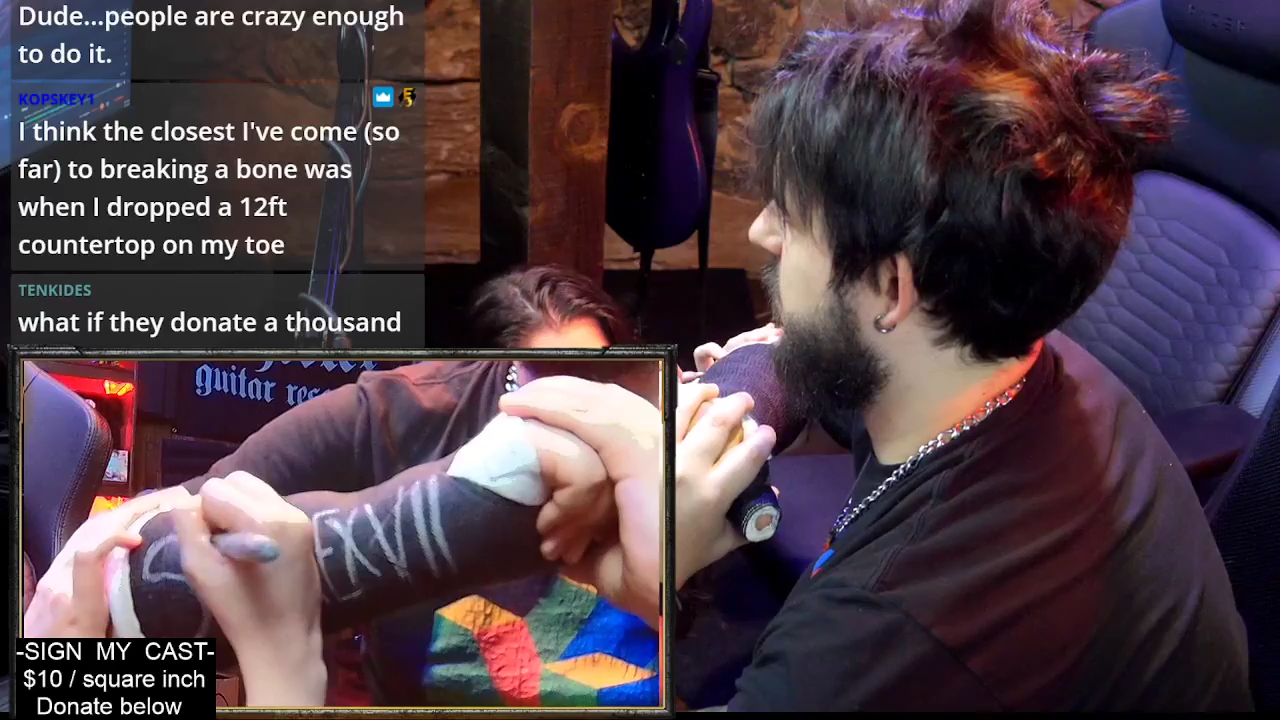 Dude...people are crazy enough
to do it.
KOPSKEY1
I think the closest I've come (so
far) to breaking a bone was
when I dropped a 12ft
countertop on my toe
TENKIDES
what if they donate a thousand
guitar
EXVII
-SIGN MY CAST-
$10 / square inch
Donate below